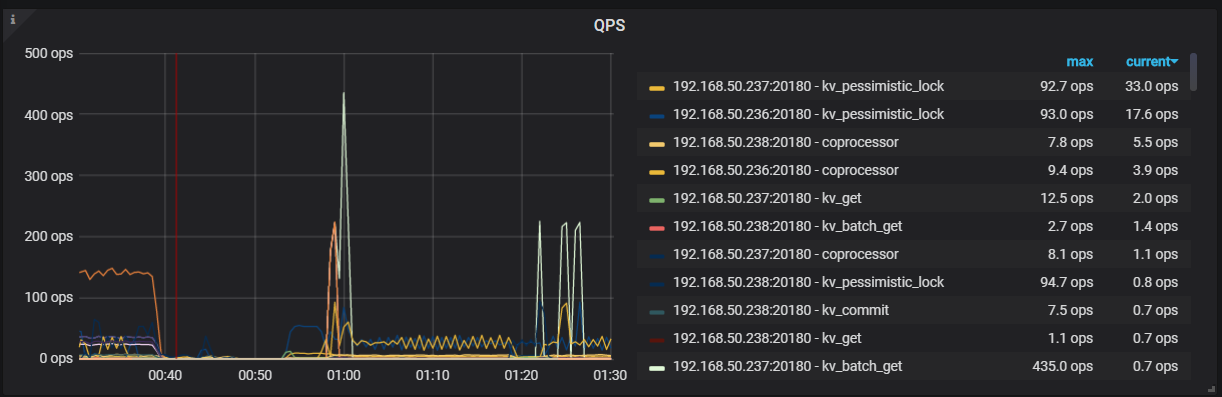 i
QPS
500 ops
400 ops
300 ops
200 ops
100 ops
0 ops
00:40 00:50 01:00 01:10 01:20 01:30
max current
192.168.50.237:20180 - kv_pessimistic_lock 92.7 ops 33.0 ops
192.168.50.236:20180 - kv_pessimistic_lock 93.0 ops 17.6 ops
192.168.50.238:20180 - coprocessor 7.8 ops 5.5 ops
192.168.50.236:20180 - coprocessor 9.4 ops 3.9 ops
192.168.50.237:20180 - kv_get 12.5 ops 2.0 ops
192.168.50.238:20180 - kv_batch_get 2.7 ops 1.4 ops
192.168.50.237:20180 - coprocessor 8.1 ops 1.1 ops
192.168.50.238:20180 - kv_pessimistic_lock 94.7 ops 0.8 ops
192.168.50.238:20180 - kv_commit 7.5 ops 0.7 ops
192.168.50.238:20180 - kv_get 1.1 ops 0.7 ops
192.168.50.237:20180 - kv_batch_get 435.0 ops 0.7 ops